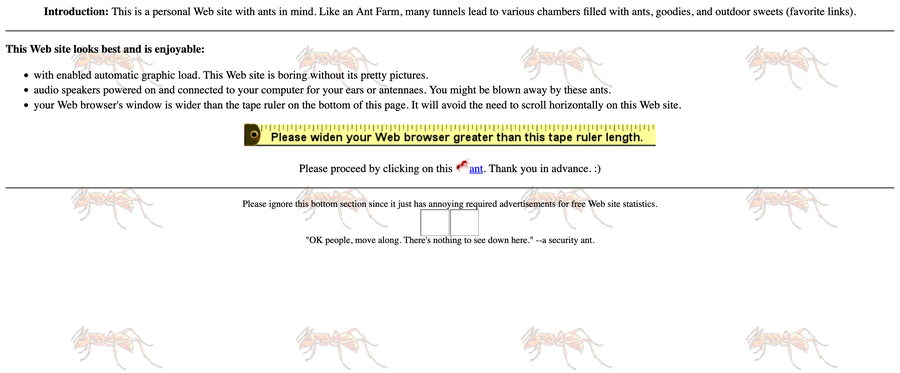 Introduction: This is a personal Web site with ants in mind. Like an Ant Farm, many tunnels lead to various chambers filled with ants, goodies, and outdoor sweets (favorite links).
This Web site looks best and is enjoyable:
with enabled automatic graphic load. This Web site is boring without its pretty pictures.
audio speakers powered on and connected to your computer for your ears or antennaes. You might be blown away by these ants.
your Web browser's window is wider than the tape ruler on the bottom of this page. It will avoid the need to scroll horizontally on this Web site.
Please widen your Web browser greater than this tape ruler length.
Please proceed by clicking on this ant. Thank you in advance. :)
Please ignore this bottom section since it just has annoying required advertisements for free Web site statistics.
"OK people, move along. There's nothing to see down here." --a security ant.